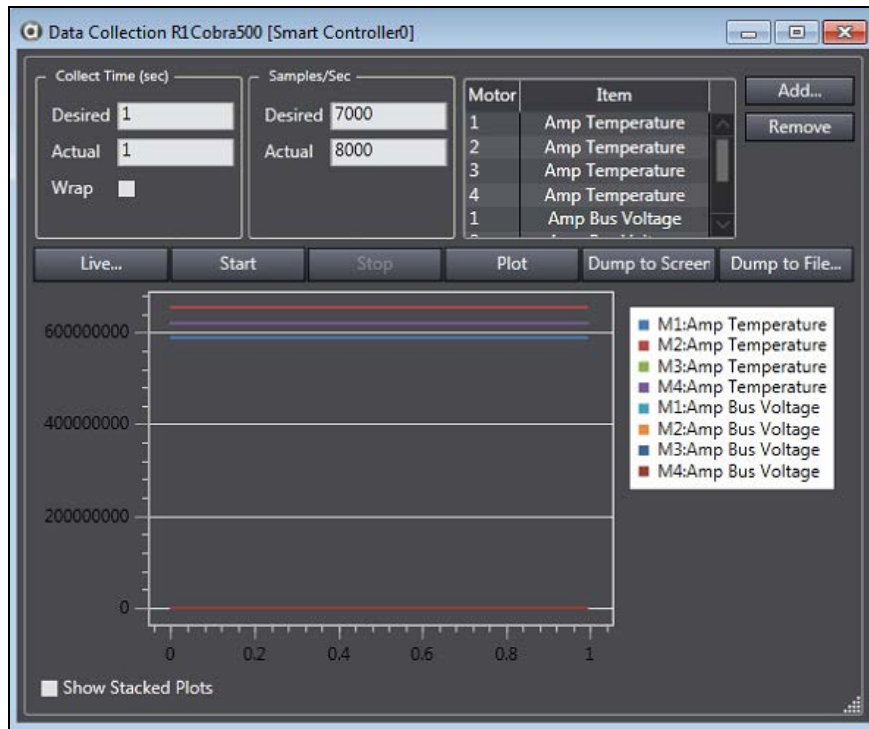 Data Collection R1Cobra500 [Smart Controller0]
Collect Time (sec)
Desired 1
Actual 1
Wrap
Samples/Sec
Desired 7000
Actual 8000
Motor Item
1 Amp Temperature
2 Amp Temperature
3 Amp Temperature
4 Amp Temperature
1 Amp Bus Voltage
Add...
Remove
Live... Start Stop Plot Dump to Screen Dump to File...
600000000
400000000
200000000
0
0 0.2 0.4 0.6 0.8 1
M1:Amp Temperature
M2:Amp Temperature
M3:Amp Temperature
M4:Amp Temperature
M1:Amp Bus Voltage
M2:Amp Bus Voltage
M3:Amp Bus Voltage
M4:Amp Bus Voltage
Show Stacked Plots